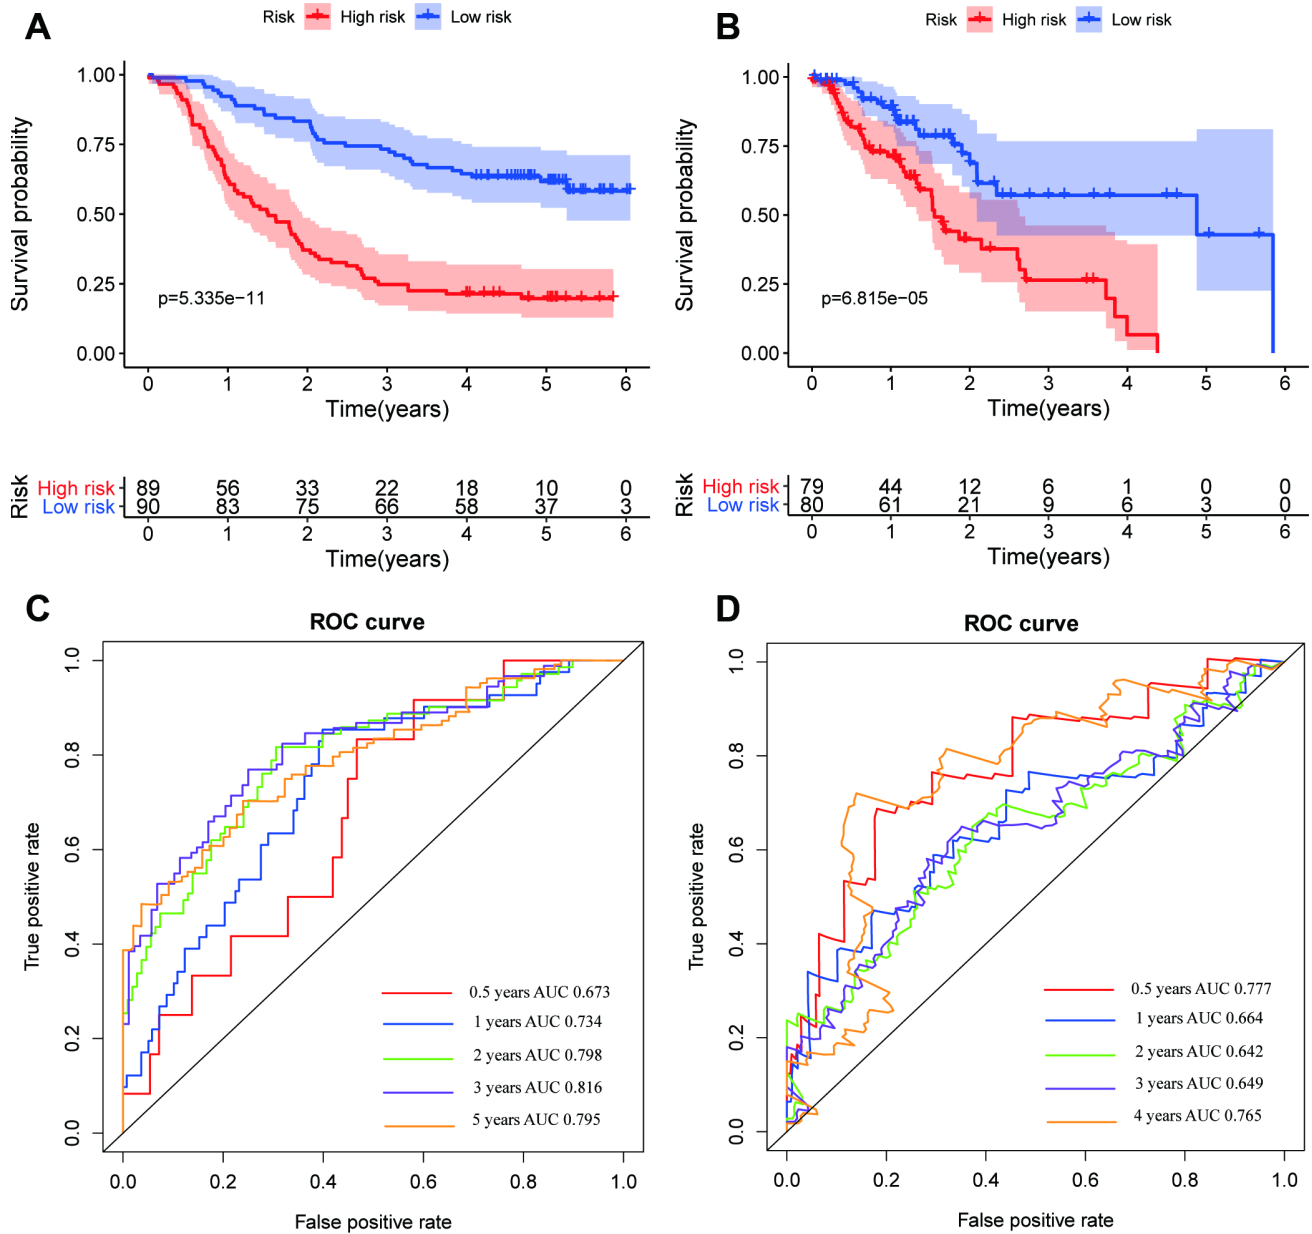 A
Risk High risk Low risk
Survival probability
1.00
0.75
0.50
0.25
0.00
p=5.335e−11
0 1 2 3 4 5 6
Time(years)
Risk
High risk 89 56 33 22 18 10 0
Low risk 90 83 75 66 58 37 3
0 1 2 3 4 5 6
Time(years)
B
Risk High risk Low risk
Survival probability
1.00
0.75
0.50
0.25
0.00
p=6.815e−05
0 1 2 3 4 5 6
Time(years)
Risk
High risk 79 44 12 6 1 0 0
Low risk 80 61 21 9 6 3 0
0 1 2 3 4 5 6
Time(years)
C
ROC curve
True positive rate
1.0
0.8
0.6
0.4
0.2
0.0
0.5 years AUC 0.673
1 years AUC 0.734
2 years AUC 0.798
3 years AUC 0.816
5 years AUC 0.795
0.0 0.2 0.4 0.6 0.8 1.0
False positive rate
D
ROC curve
True positive rate
1.0
0.8
0.6
0.4
0.2
0.0
0.5 years AUC 0.777
1 years AUC 0.664
2 years AUC 0.642
3 years AUC 0.649
4 years AUC 0.765
0.0 0.2 0.4 0.6 0.8 1.0
False positive rate